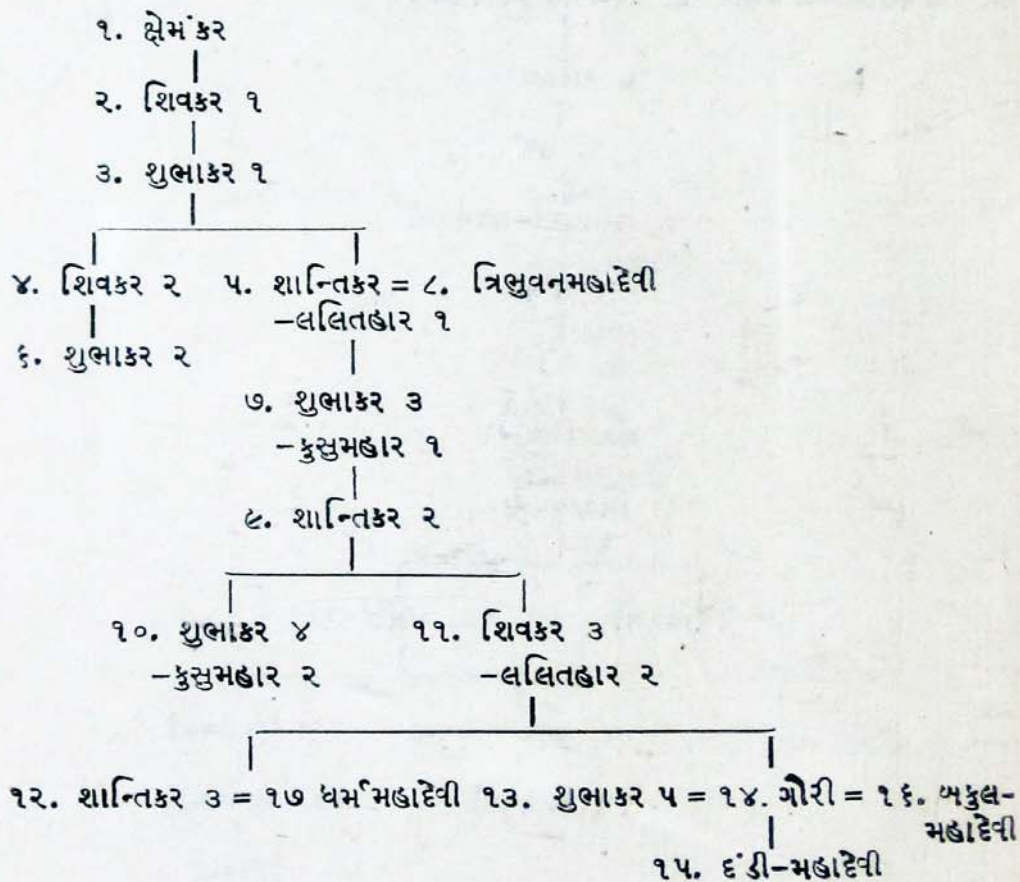 ૧. ક્ષેમંકર
૨. શિવકર ૧
૩. શુભાકર ૧
૪. શિવકર ૨ ૫. શાન્તિકર = ૮. ત્રિભુવનમહાદેવી
-લલિતહાર ૧
૬. શુભાકર ૨
૭. શુભાકર ૩
-કુસુમહાર ૧
૯. શાન્તિકર ૨
૧૦. શુભાકર ૪ ૧૧. શિવકર ૩
-કુસુમહાર ૨ -લલિતહાર ૨
૧૨. શાન્તિકર ૩ = ૧૭ ધર્મમહાદેવી ૧૩. શુભાકર ૫ = ૧૪. ગૌરી = ૧૬. બકુલ-
મહાદેવી
૧૫. દંડી-મહાદેવી